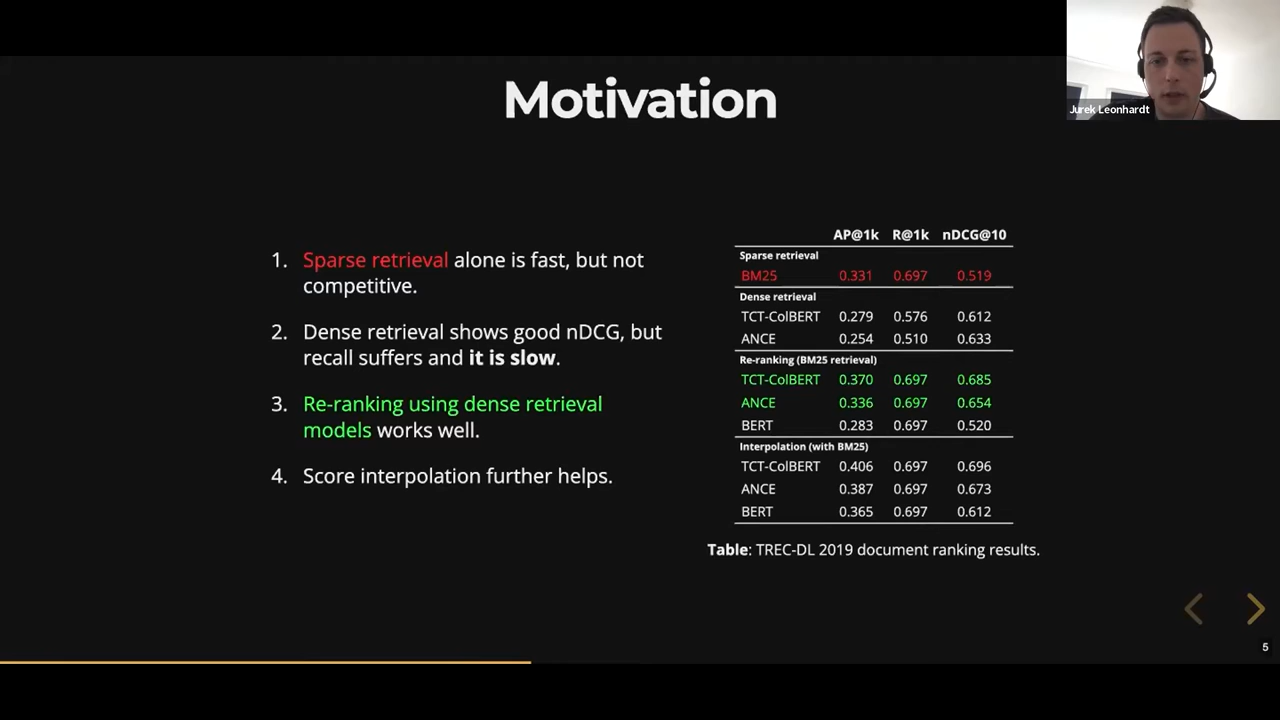 Motivation
Jurek Leonhardt
1. Sparse retrieval alone is fast, but not
competitive.
2. Dense retrieval shows good nDCG, but
recall suffers and it is slow.
3. Re-ranking using dense retrieval
models works well.
4. Score interpolation further helps.
AP@1k R@1k nDCG@10
Sparse retrieval
BM25 0.331 0.697 0.519
Dense retrieval
TCT-ColBERT 0.279 0.576 0.612
ANCE 0.254 0.510 0.633
Re-ranking (BM25 retrieval)
TCT-ColBERT 0.370 0.697 0.685
ANCE 0.336 0.697 0.654
BERT 0.283 0.697 0.520
Interpolation (with BM25)
TCT-ColBERT 0.406 0.697 0.696
ANCE 0.387 0.697 0.673
BERT 0.365 0.697 0.612
Table: TREC-DL 2019 document ranking results.
5